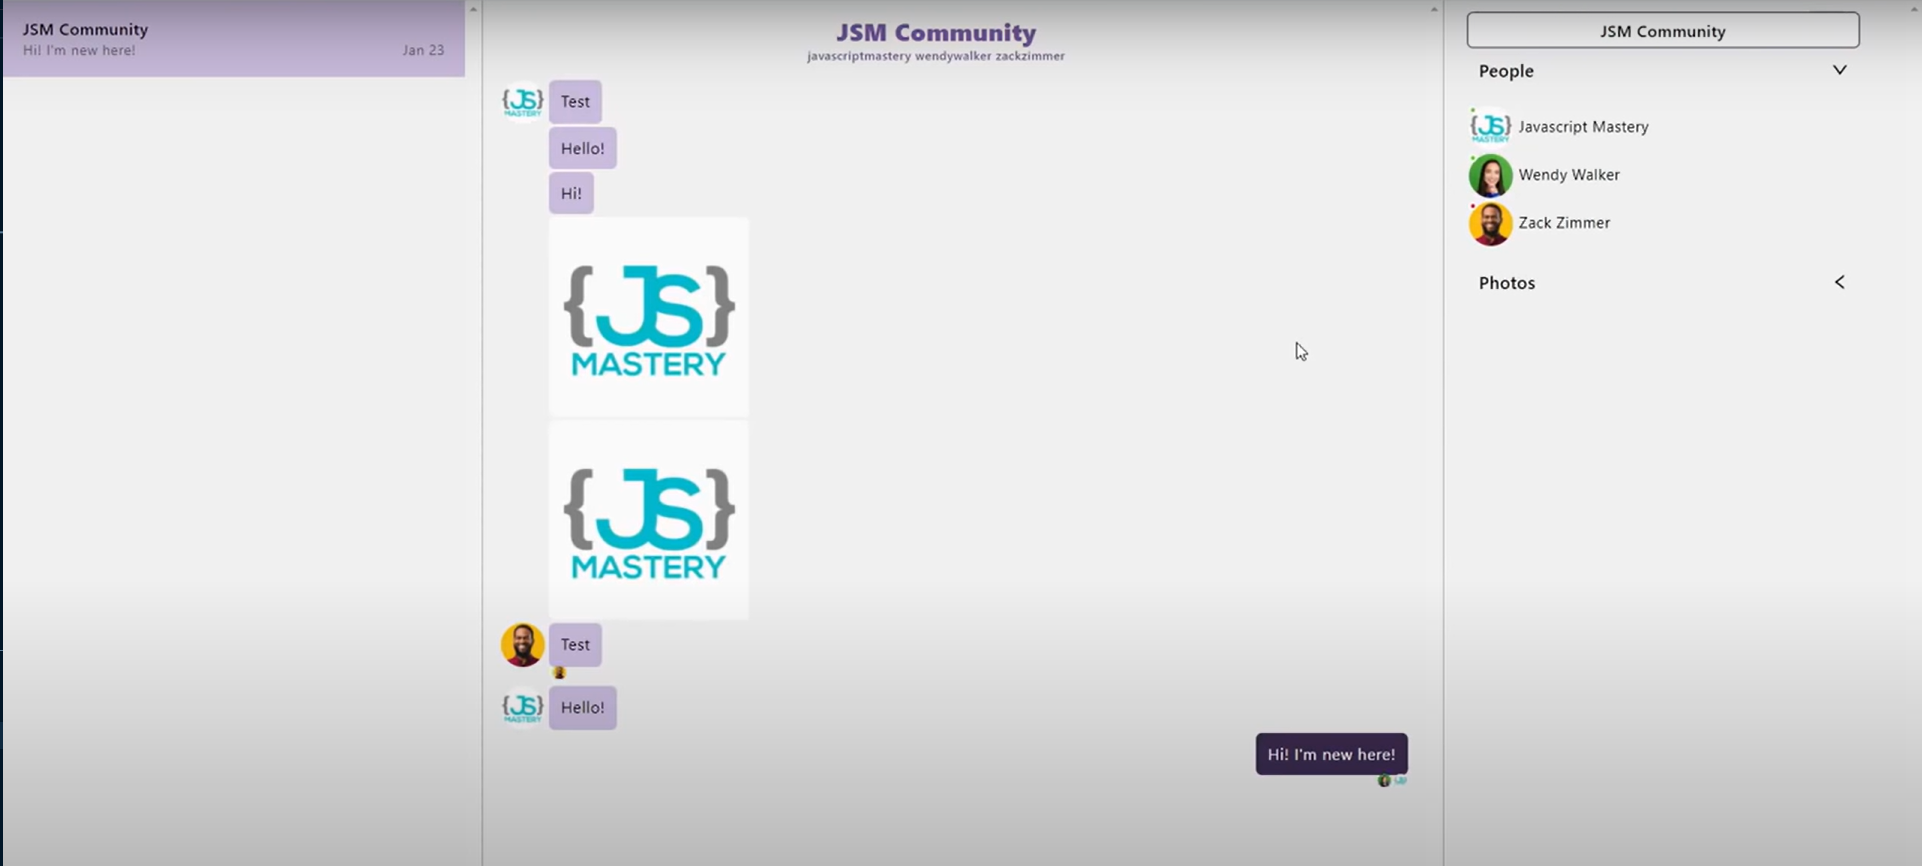 JSM Community
Hi! I'm new here! Jan 23
JSM Community
javascriptmastery wendywalker zackzimmer
{JS} MASTERY
Test
Hello!
Hi!
{JS}
MASTERY
{JS}
MASTERY
Test
{JS} MASTERY
Hello!
Hi! I'm new here!
JSM Community
People
{JS} MASTERY
Javascript Mastery
Wendy Walker
Zack Zimmer
Photos